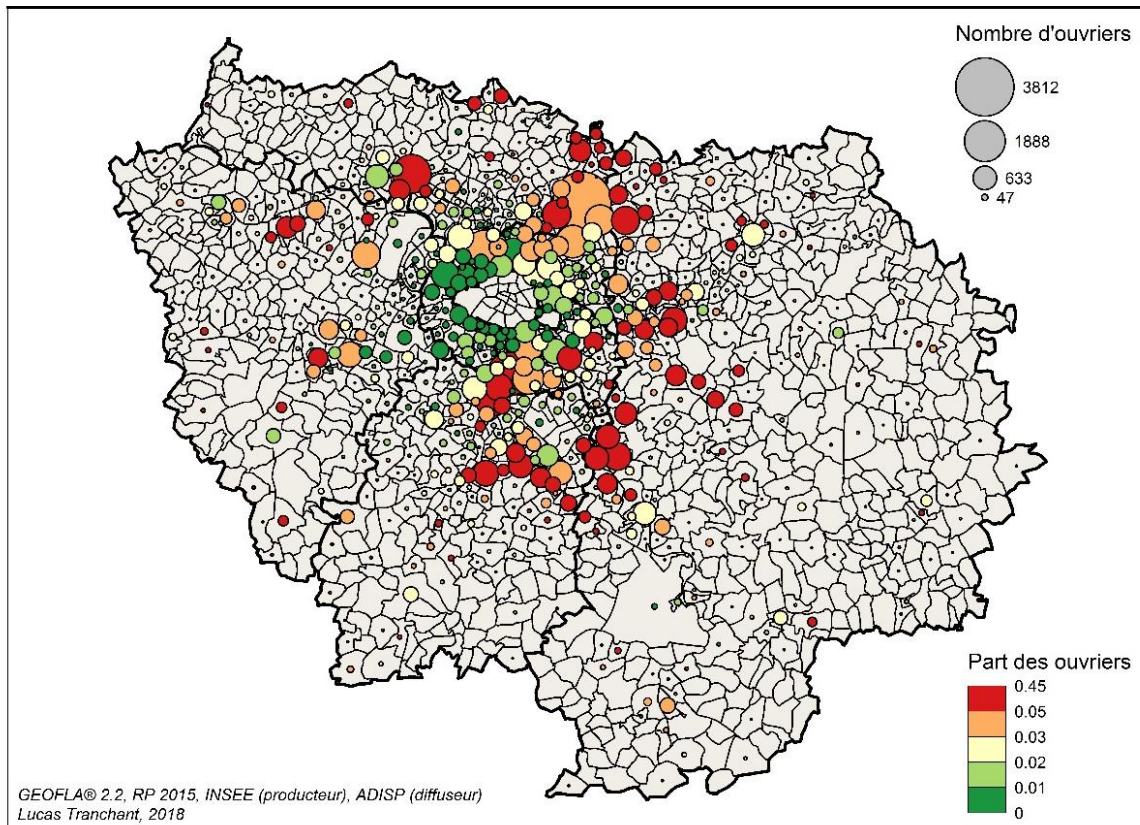 Nombre d'ouvriers
3812
1888
633
47
Part des ouvriers
0.45
0.05
0.03
0.02
0.01
0
GEOFLA® 2.2, RP 2015, INSEE (producteur), ADISP (diffuseur)
Lucas Tranchant, 2018